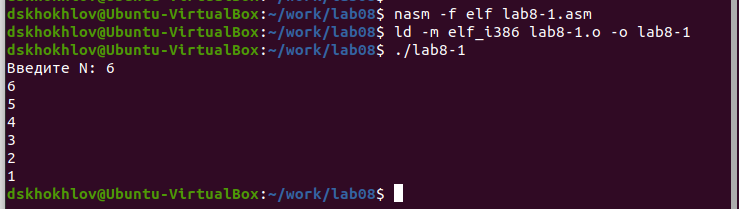 dskhokhlov@Ubuntu-VirtualBox:~/work/lab08$ nasm -f elf lab8-1.asm
dskhokhlov@Ubuntu-VirtualBox:~/work/lab08$ ld -m elf_i386 lab8-1.o -o lab8-1
dskhokhlov@Ubuntu-VirtualBox:~/work/lab08$ ./lab8-1
Введите N: 6
6
5
4
3
2
1
dskhokhlov@Ubuntu-VirtualBox:~/work/lab08$